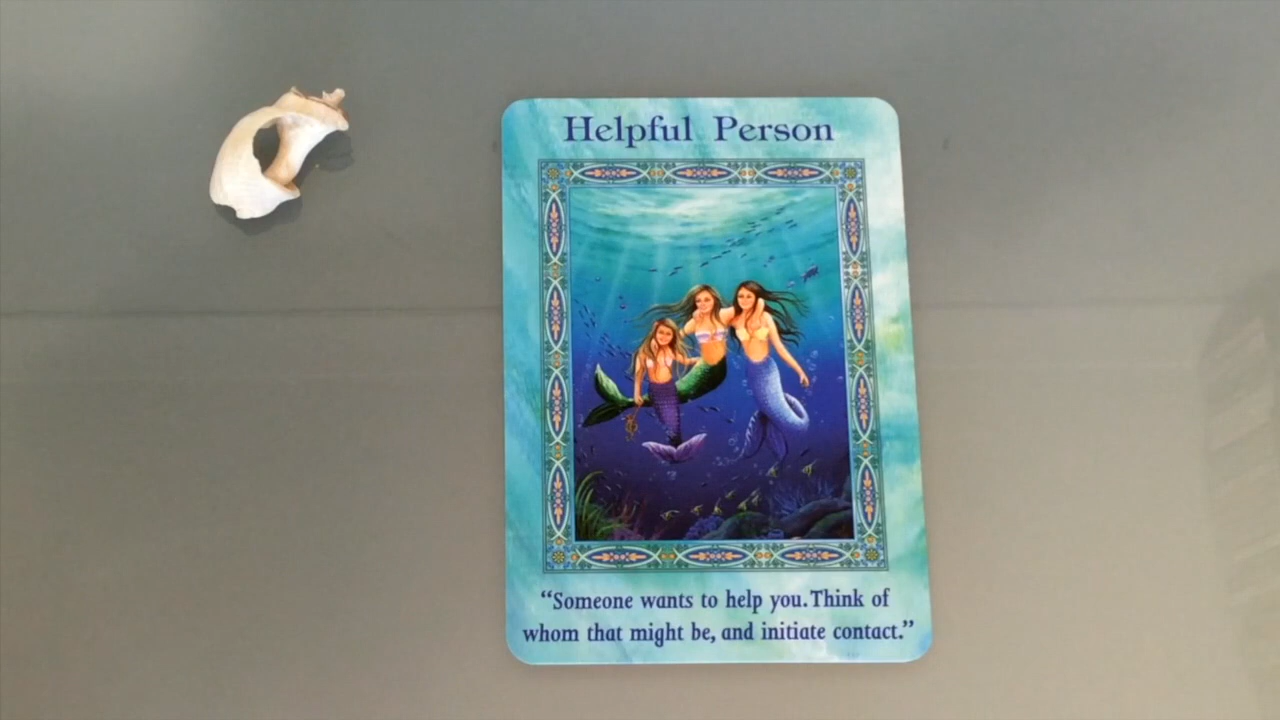 Helpful Person
“Someone wants to help you. Think of
whom that might be, and initiate contact.”